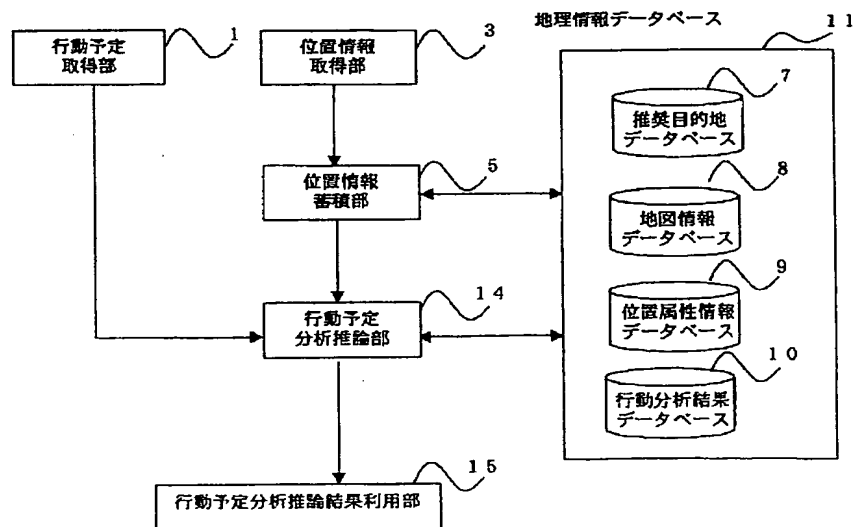 行動予定
取得部
1
位置情報
取得部
3
地理情報データベース
11
7
推奨目的地
データベース
位置情報
蓄積部
5
8
地図情報
データベース
9
位置属性情報
データベース
行動予定
分析推論部
14
10
行動分析結果
データベース
15
行動予定分析推論結果利用部